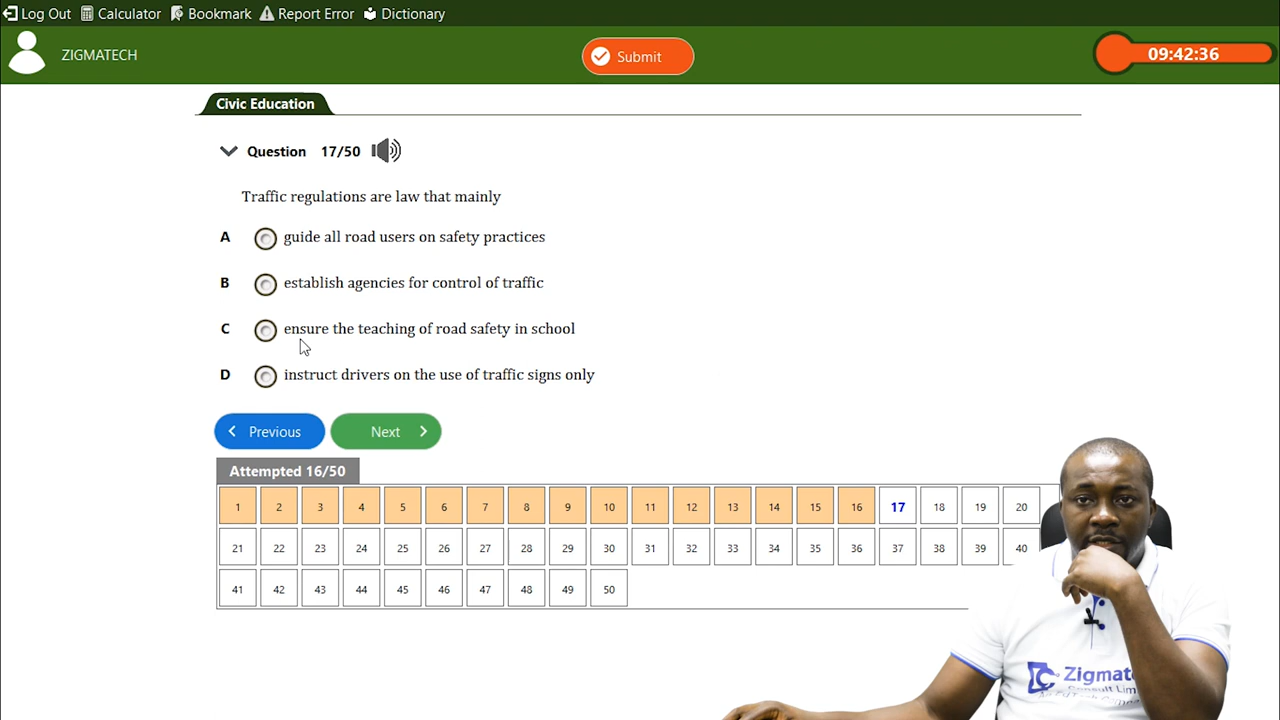 Log Out Calculator Bookmark Report Error Dictionary
ZIGMATECH
Submit
09:42:36
Civic Education
Question 17/50
Traffic regulations are law that mainly
A guide all road users on safety practices
B establish agencies for control of traffic
C ensure the teaching of road safety in school
D instruct drivers on the use of traffic signs only
Previous Next
Attempted 16/50
1 2 3 4 5 6 7 8 9 10 11 12 13 14 15 16 17 18 19 20
21 22 23 24 25 26 27 28 29 30 31 32 33 34 35 36 37 38 39 40
41 42 43 44 45 46 47 48 49 50
Zigmat
Consult Lim